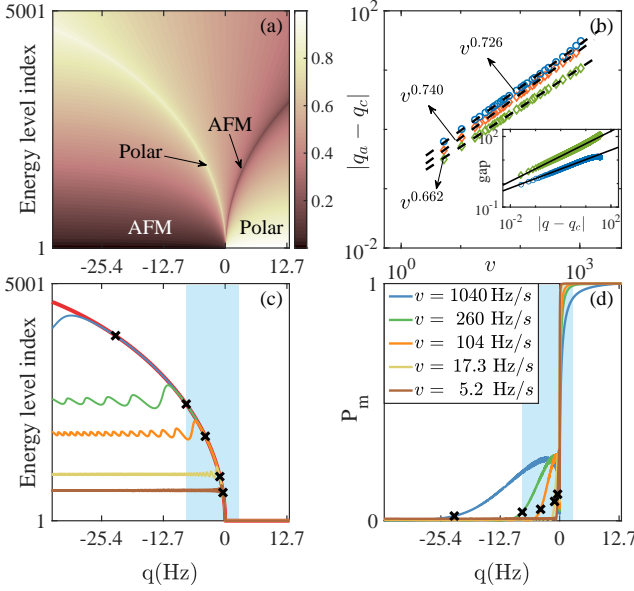 5001
(a)
Energy level index
Polar
AFM
AFM
Polar
1
-25.4
-12.7
0
12.7
0.8
0.6
0.4
0.2
10^2
(b)
|q_a − q_c|
v^0.726
v^0.740
v^0.662
gap
10^1
10^-1
10^-2
10^2
|q − q_c|
10^-2
10^0
v
10^3
5001
(c)
Energy level index
1
-25.4
-12.7
0
12.7
q(Hz)
1
(d)
v = 1040 Hz/s
v = 260 Hz/s
v = 104 Hz/s
v = 17.3 Hz/s
v = 5.2 Hz/s
P_m
0
-25.4
-12.7
0
12.7
q(Hz)